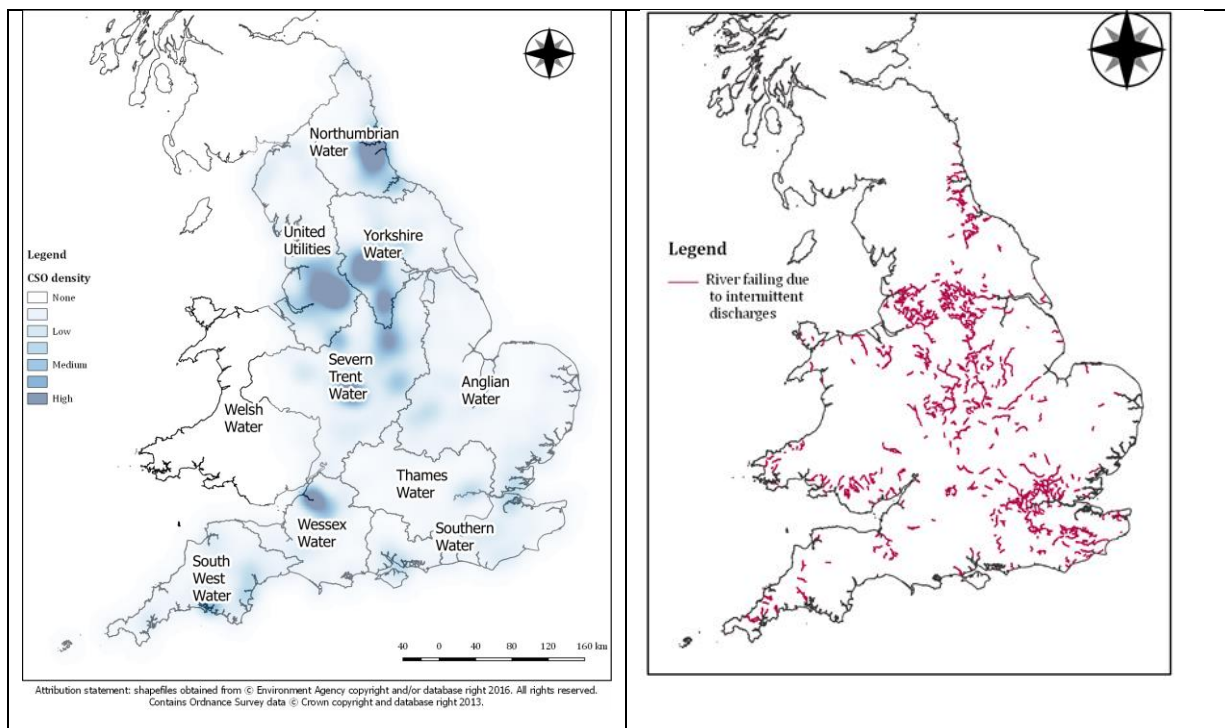 Northumbrian
Water
United
Utilities
Yorkshire
Water
Legend
CSO density
None
Low
Medium
High
Severn
Trent
Water
Anglian
Water
Welsh
Water
Thames
Water
Wessex
Water
Southern
Water
South
West
Water
40 0 40 80 120 160 km
Attribution statement: shapefiles obtained from © Environment Agency copyright and/or database right 2016. All rights reserved.
Contains Ordnance Survey data © Crown copyright and database right 2013.
Legend
River failing due
to intermittent
discharges